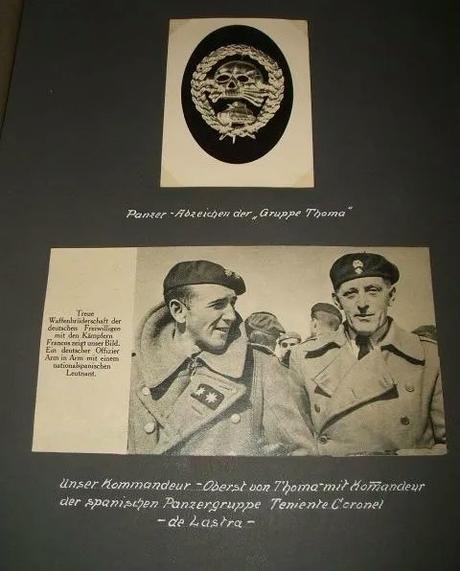 Panzer-Abzeichen der „Gruppe Thoma"
Treue
Waffenbrüderschaft der
deutschen Freiwilligen
mit den Kämpfern
Francos zeigt unser Bild.
Ein deutscher Offizier
Arm in Arm mit einem
nationalspanischen
Leutnant.
Unser Kommandeur - Oberst von Thoma - mit Komandeur
der spanischen Panzergruppe Teniente Coronel
- de Lastra -